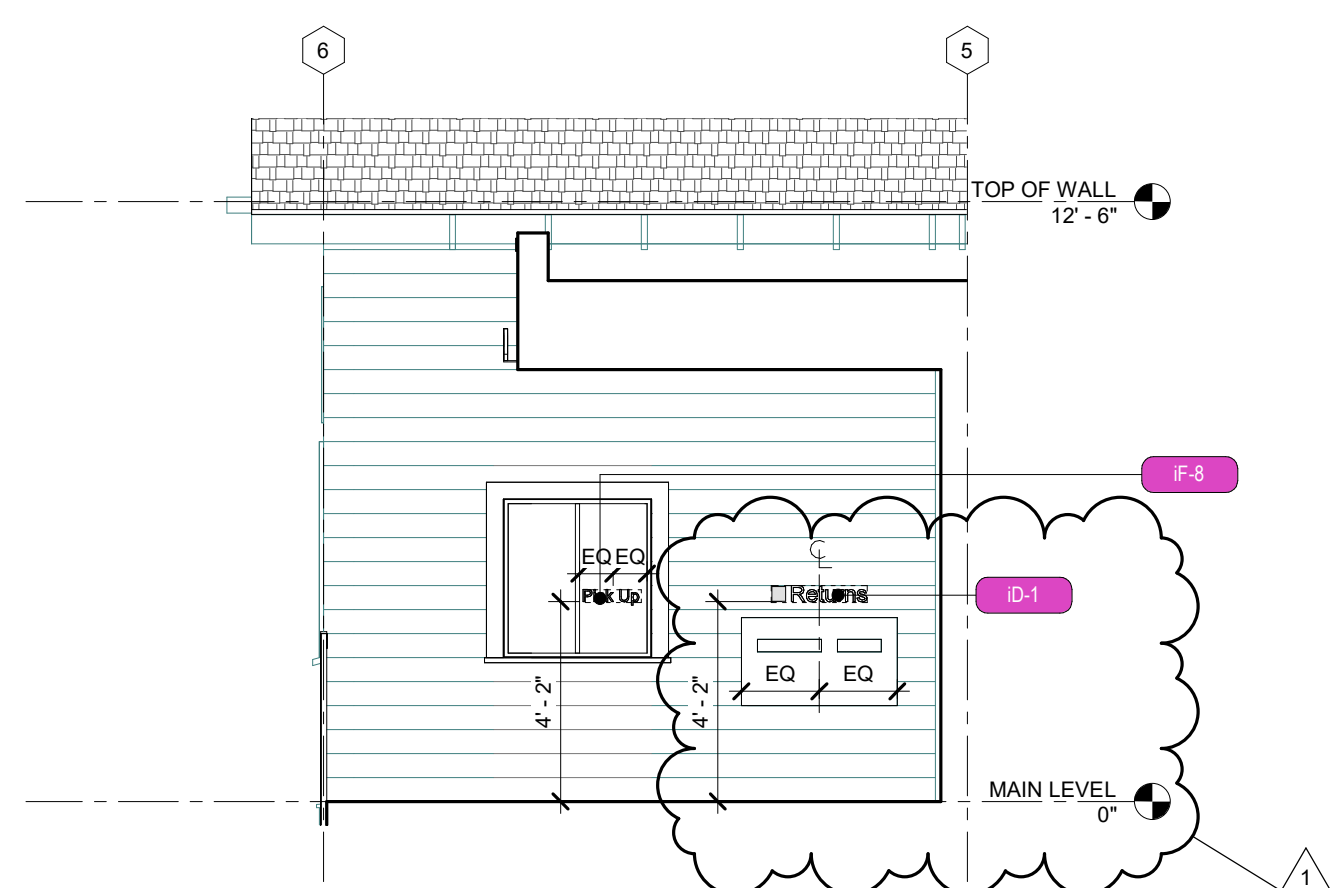 6
5
TOP OF WALL
12' - 6"
iF-8
EQ EQ
℄
Pick Up
Returns
iD-1
EQ
EQ
4' - 2"
4' - 2"
MAIN LEVEL
0"
1